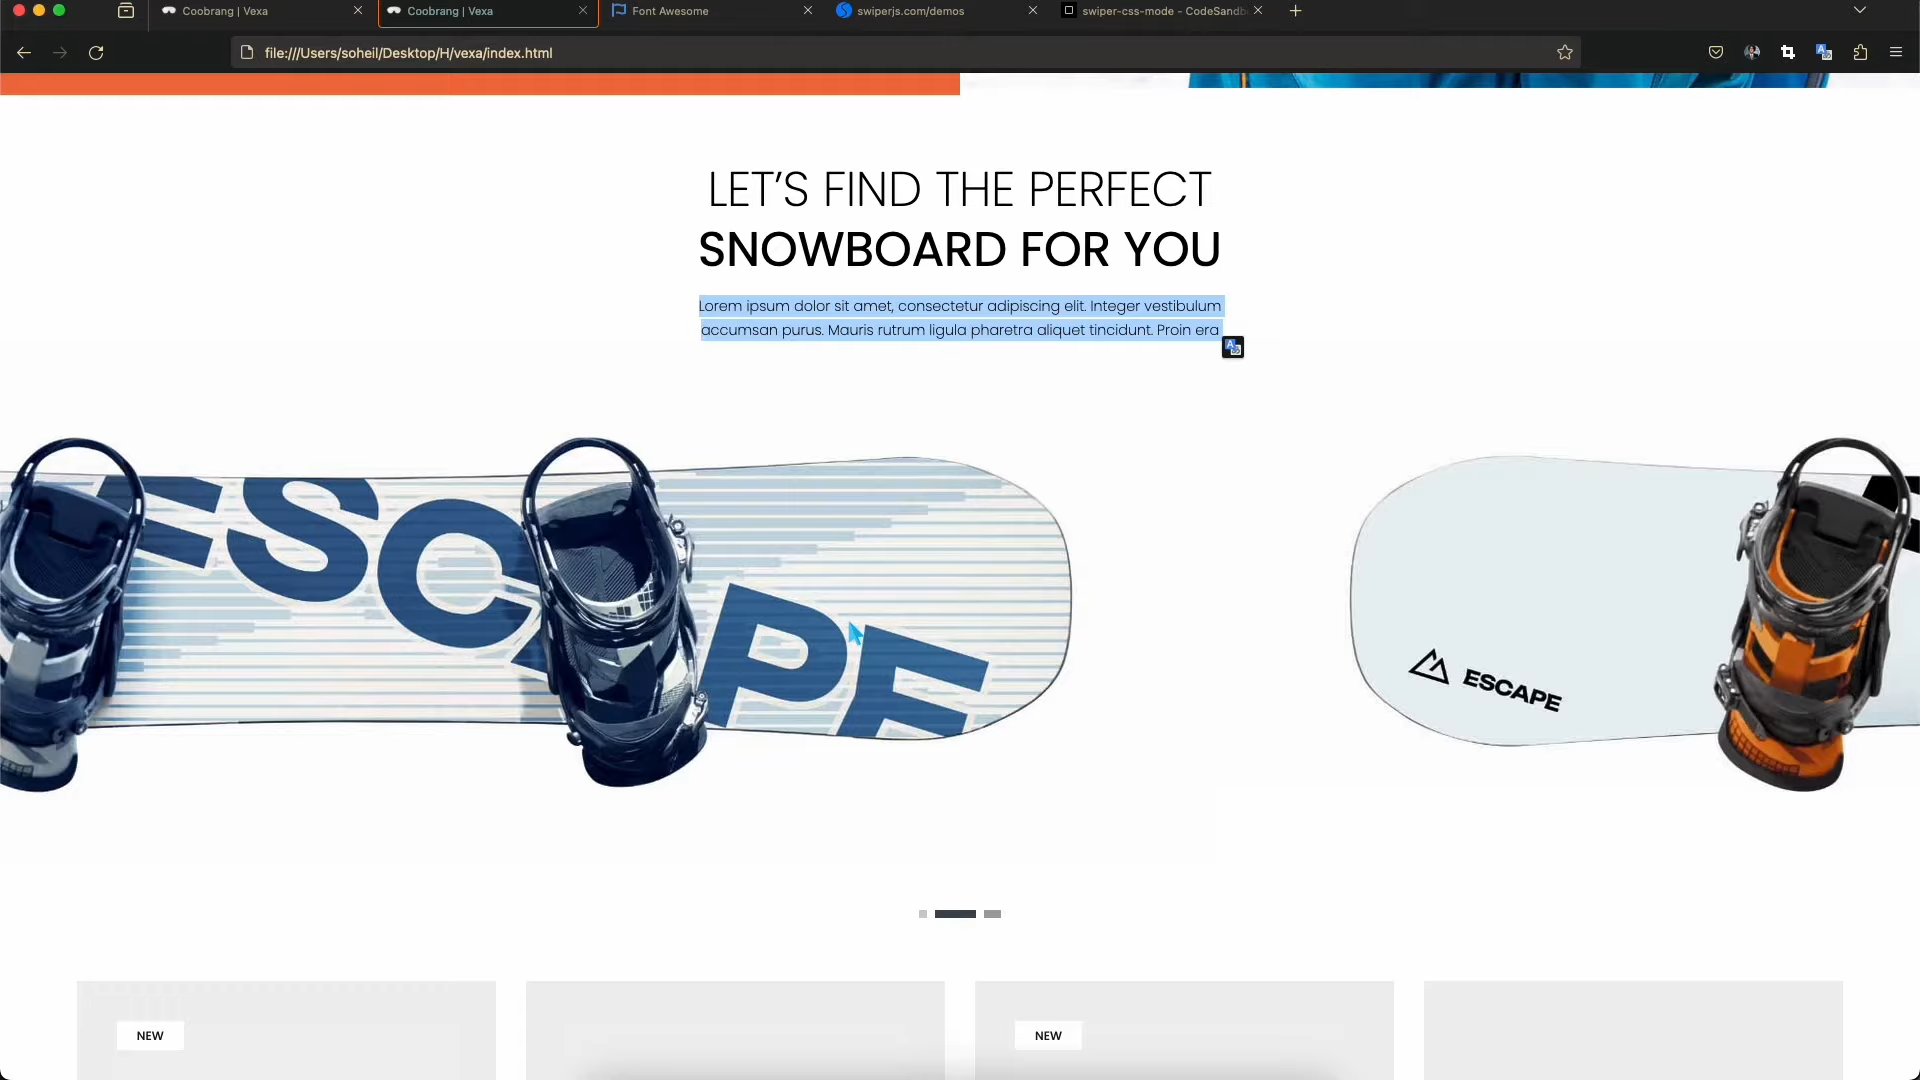 Coobrang | Vexa
Coobrang | Vexa
Font Awesome
swiperjs.com/demos
swiper-css-mode - CodeSandb
file:///Users/soheil/Desktop/H/vexa/index.html
LET’S FIND THE PERFECT
SNOWBOARD FOR YOU
Lorem ipsum dolor sit amet, consectetur adipiscing elit. Integer vestibulum
accumsan purus. Mauris rutrum ligula pharetra aliquet tincidunt. Proin era
ESCAPE
ESCAPE
NEW
NEW